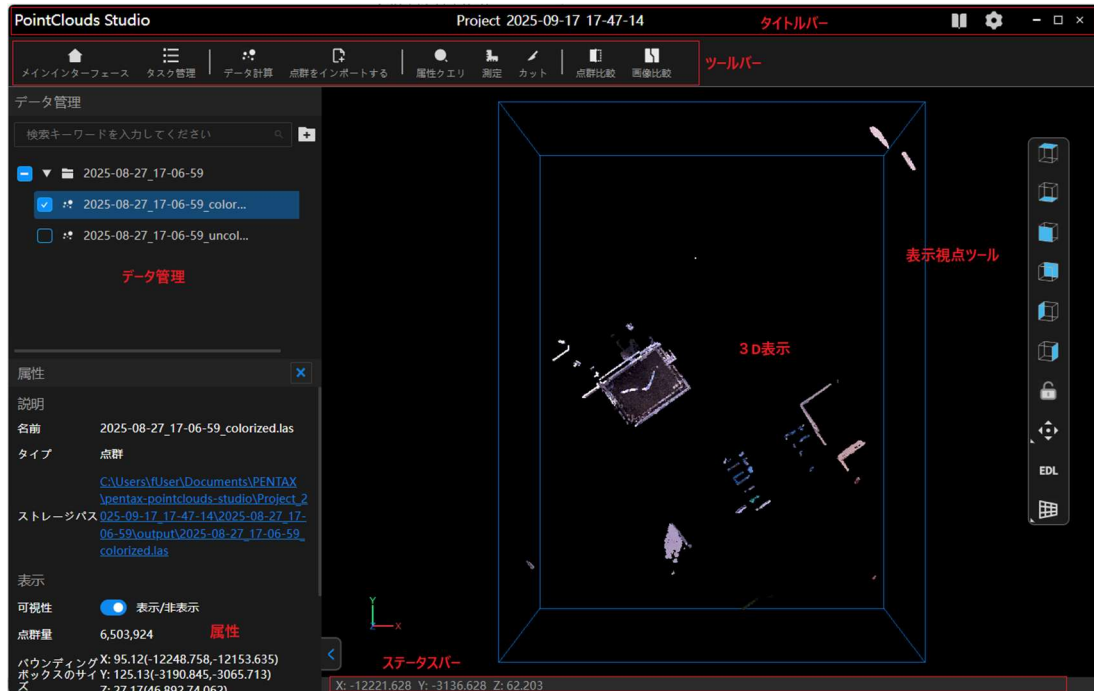 PointClouds Studio
Project 2025-09-17 17-47-14
タイトルバー
メインインターフェース
タスク管理
データ計算
点群をインポートする
属性クエリ
測定
カット
点群比較
画像比較
ツールバー
データ管理
検索キーワードを入力してください
2025-08-27_17-06-59
2025-08-27_17-06-59_color...
2025-08-27_17-06-59_uncol...
データ管理
表示視点ツール
3D表示
EDL
属性
説明
名前 2025-08-27_17-06-59_colorized.las
タイプ 点群
ストレージパス
C:\Users\fUser\Documents\PENTAX
\pentax-pointclouds-studio\Project_2
025-09-17_17-47-14\2025-08-27_17-
06-59\output\2025-08-27_17-06-59_
colorized.las
表示
可視性 表示/非表示
点群量 6,503,924
属性
バウンディング
ボックスのサイ
ズ
X: 95.12(-12248.758,-12153.635)
Y: 125.13(-3190.845,-3065.713)
Z: 27.17(46.892,74.062)
Y
Z
X
ステータスバー
X: -12221.628 Y: -3136.628 Z: 62.203